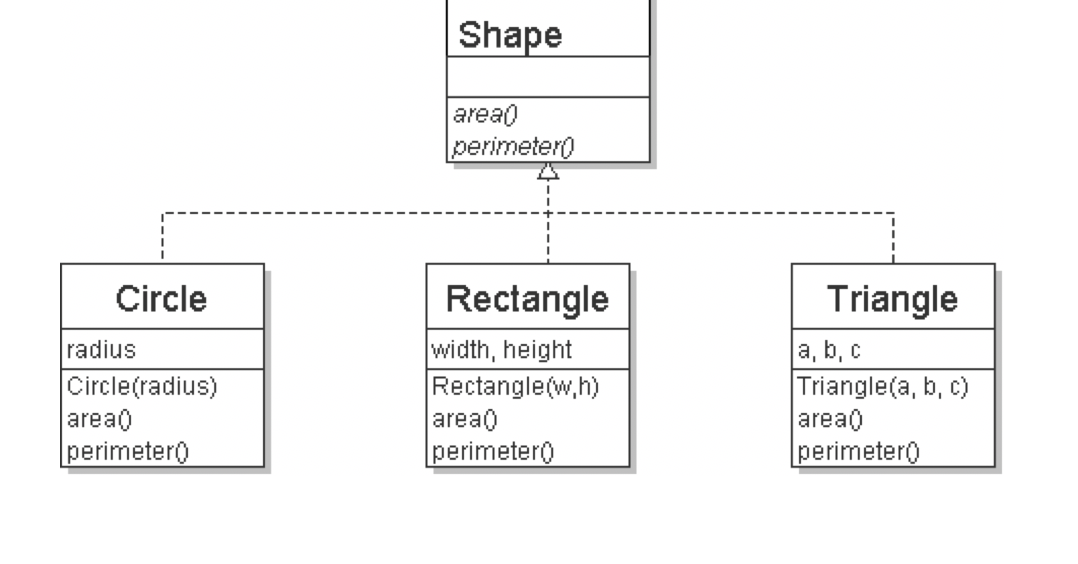 Shape
area()
perimeter()
Circle
radius
Circle(radius)
area()
perimeter()
Rectangle
width, height
Rectangle(w,h)
area()
perimeter()
Triangle
a, b, c
Triangle(a, b, c)
area()
perimeter()